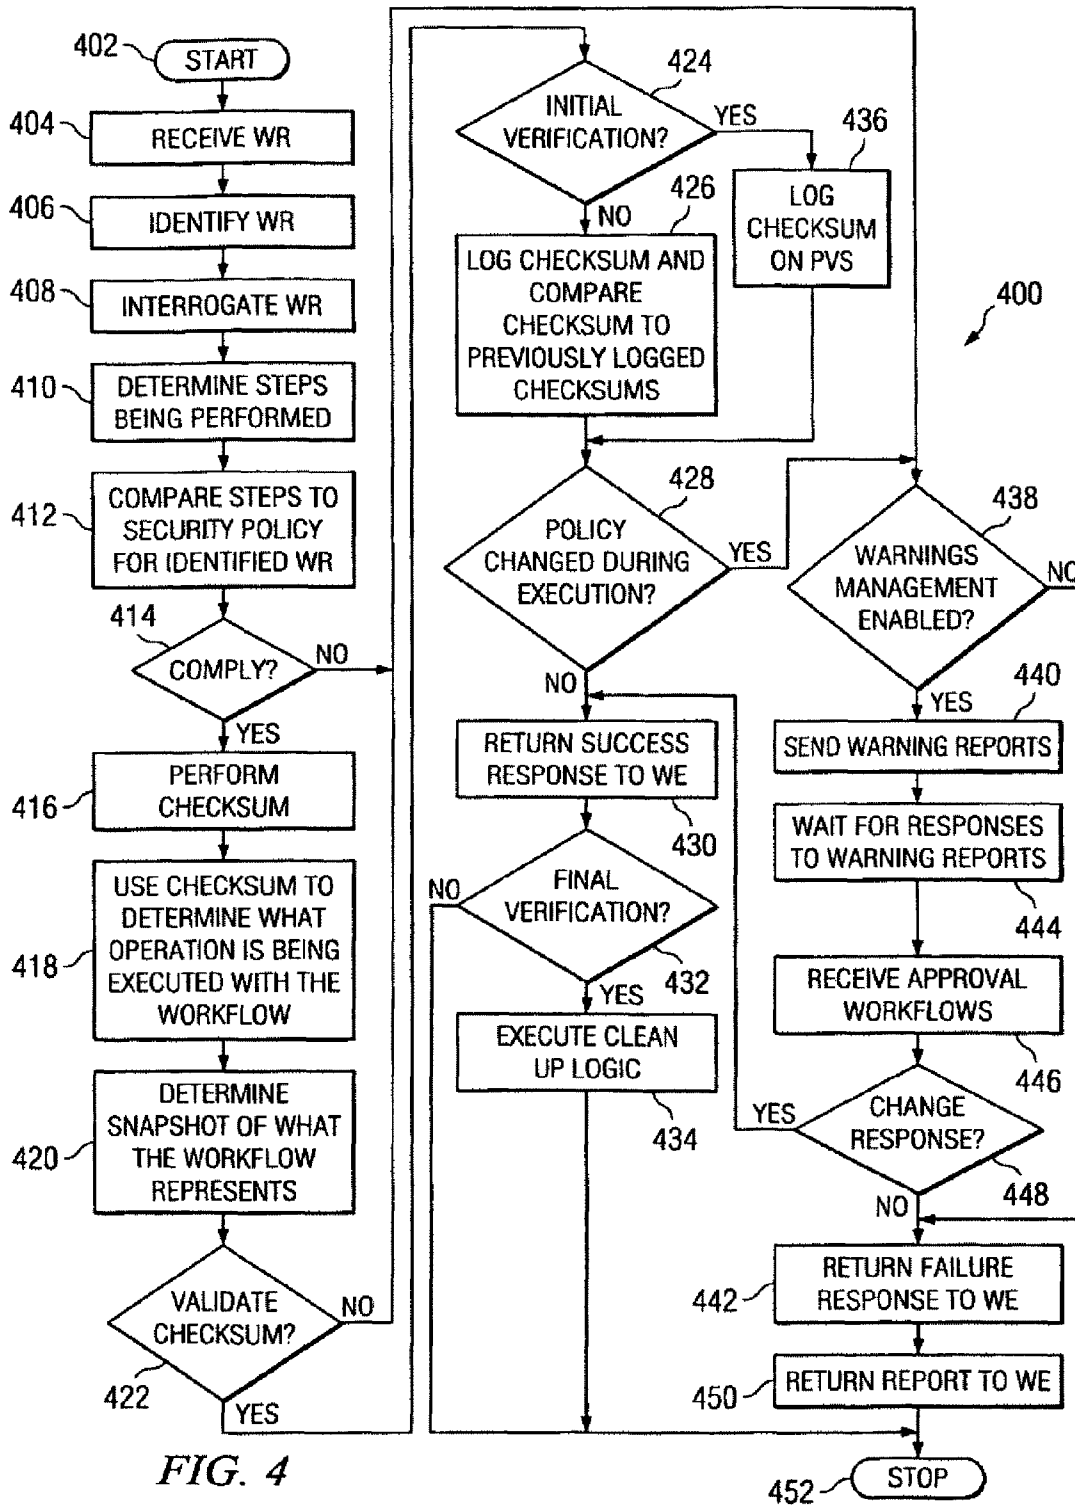 402
START
404
RECEIVE WR
406
IDENTIFY WR
408
INTERROGATE WR
410
DETERMINE STEPS
BEING PERFORMED
412
COMPARE STEPS TO
SECURITY POLICY
FOR IDENTIFIED WR
414
COMPLY?
NO
YES
416
PERFORM
CHECKSUM
418
USE CHECKSUM TO
DETERMINE WHAT
OPERATION IS BEING
EXECUTED WITH THE
WORKFLOW
420
DETERMINE
SNAPSHOT OF WHAT
THE WORKFLOW
REPRESENTS
VALIDATE
CHECKSUM?
NO
422
YES
424
INITIAL
VERIFICATION?
YES
NO
436
LOG
CHECKSUM
ON PVS
426
LOG CHECKSUM AND
COMPARE
CHECKSUM TO
PREVIOUSLY LOGGED
CHECKSUMS
400
428
POLICY
CHANGED DURING
EXECUTION?
YES
NO
RETURN SUCCESS
RESPONSE TO WE
430
FINAL
VERIFICATION?
NO
432
YES
EXECUTE CLEAN
UP LOGIC
434
438
WARNINGS
MANAGEMENT
ENABLED?
NO
YES
440
SEND WARNING REPORTS
WAIT FOR RESPONSES
TO WARNING REPORTS
444
RECEIVE APPROVAL
WORKFLOWS
446
CHANGE
RESPONSE?
YES
448
NO
442
RETURN FAILURE
RESPONSE TO WE
450
RETURN REPORT TO WE
452
STOP
FIG. 4